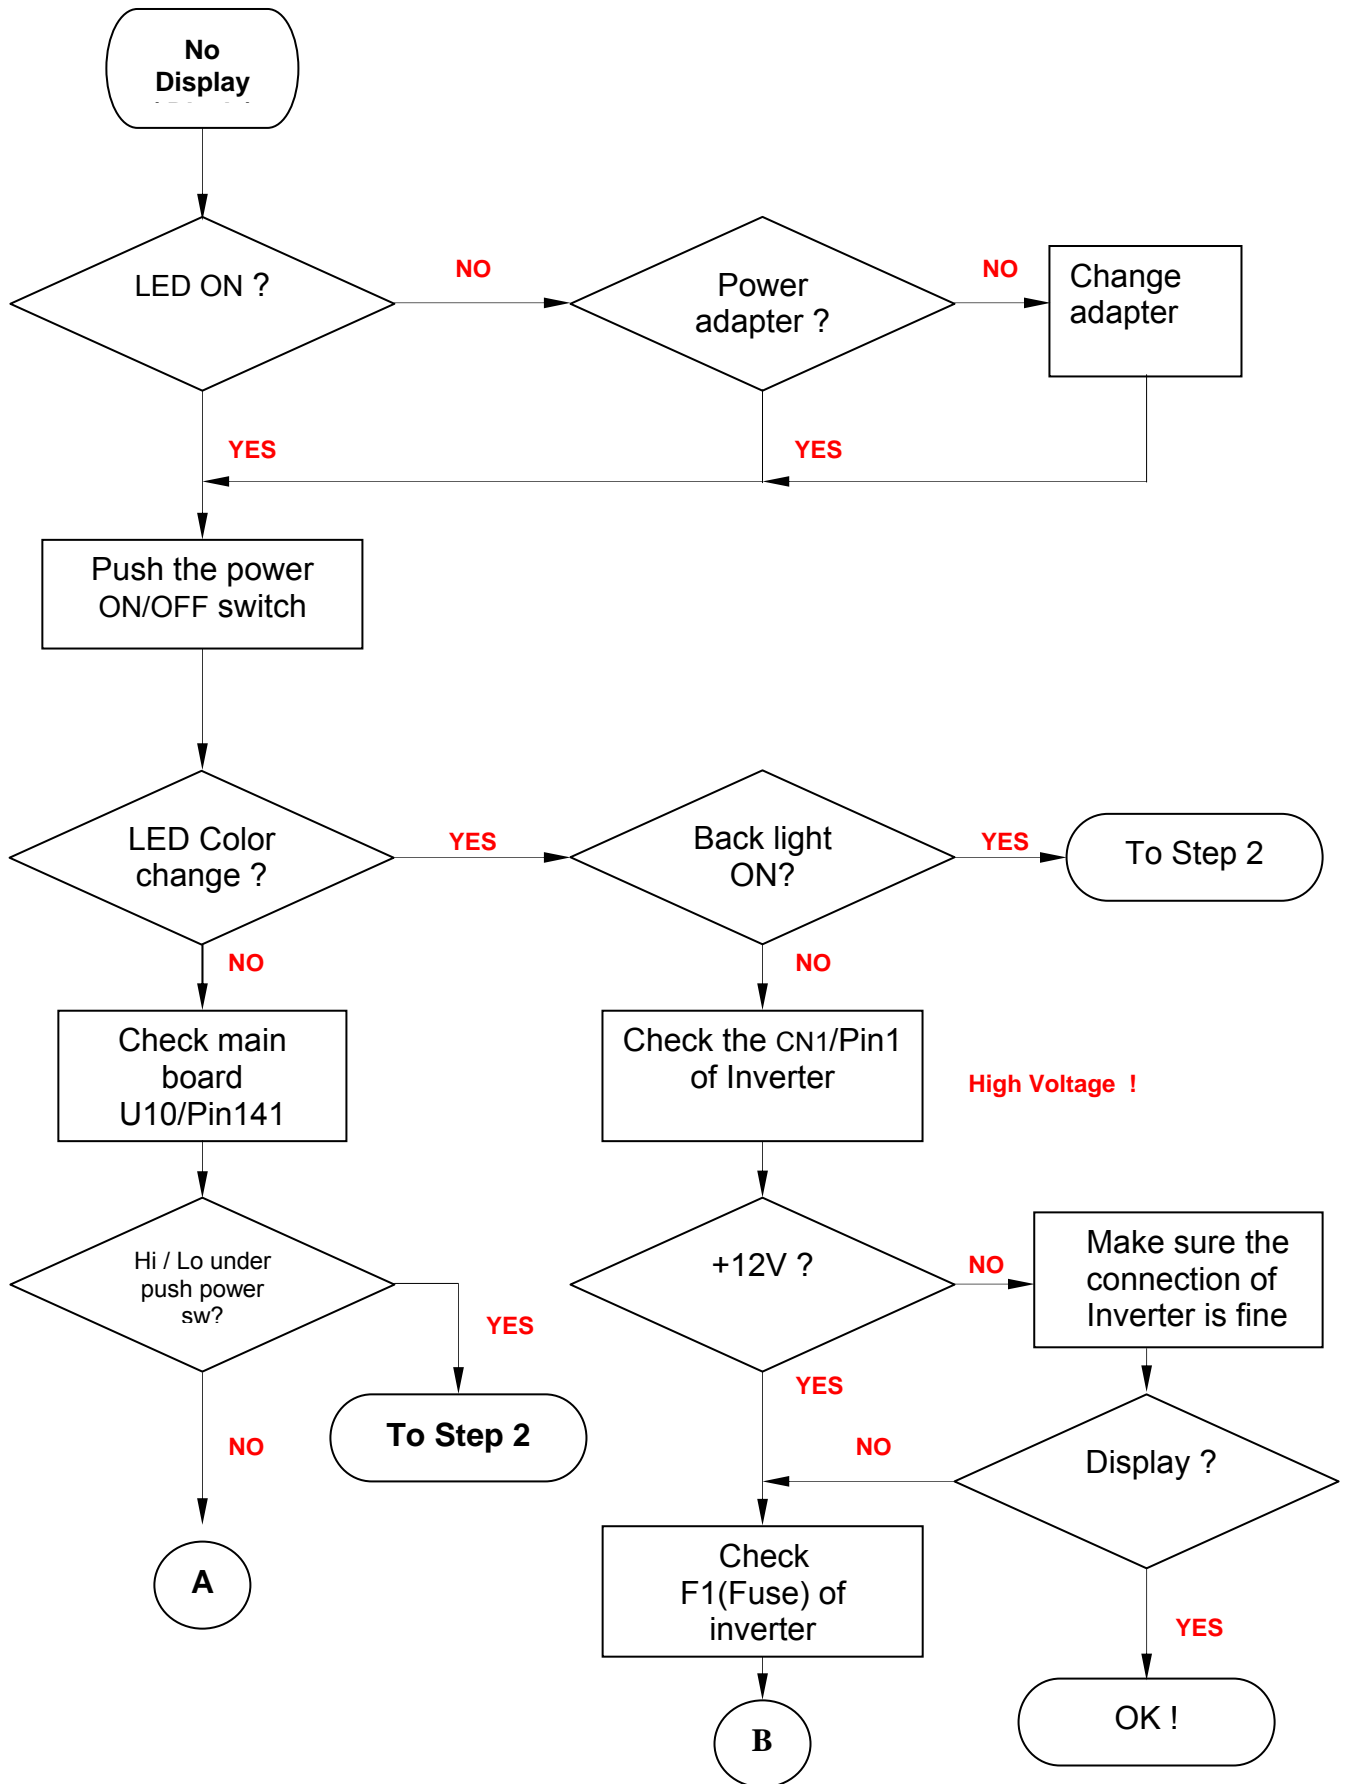 No
Display
LED ON ?
NO
Power
adapter ?
NO
Change
adapter
YES
YES
Push the power
ON/OFF switch
LED Color
change ?
YES
Back light
ON?
YES
To Step 2
NO
NO
Check main
board
U10/Pin141
Check the CN1/Pin1
of Inverter
High Voltage !
Hi / Lo under
push power
sw?
YES
+12V ?
NO
Make sure the
connection of
Inverter is fine
YES
To Step 2
NO
NO
Display ?
A
Check
F1(Fuse) of
inverter
YES
B
OK !